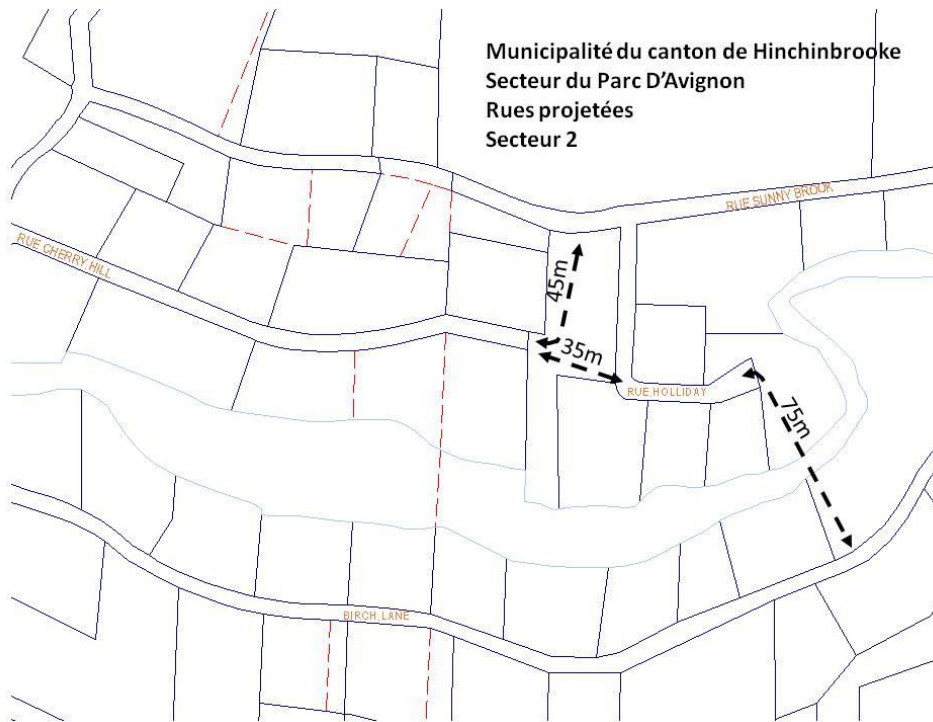 Municipalité du canton de Hinchinbrooke
Secteur du Parc D'Avignon
Rues projetées
Secteur 2
RUE SUNNY BROOK
RUE CHERRY HILL
45m
35m
RUE HOLLIDAY
75m
BIRCH LANE